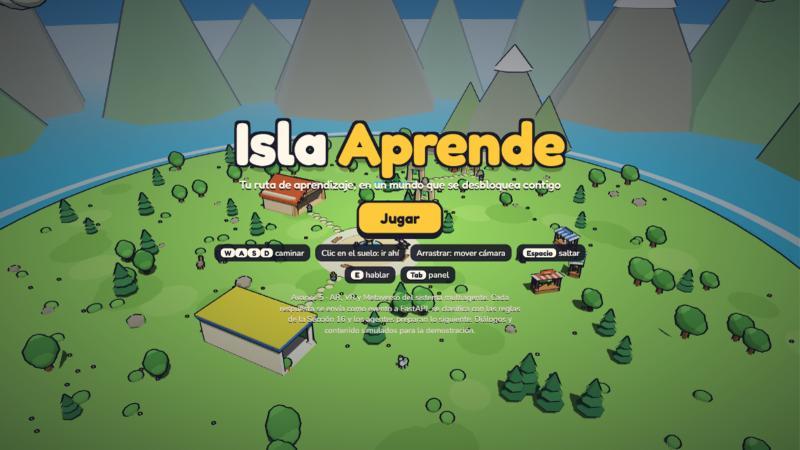 Isla Aprende
Tu ruta de aprendizaje, en un mundo que se desbloquea contigo
Jugar
W A S D caminar Clic en el suelo: ir ahí Arrastrar: mover cámara Espacio saltar
E hablar Tab panel
Avance 5 · AR, VR y Metaverso del sistema multiagente. Cada
respuesta se envía como evento a FastAPI, se clasifica con las reglas
de la Sección 16 y los agentes preparan lo siguiente. Diálogos y
contenido simulados para la demostración.